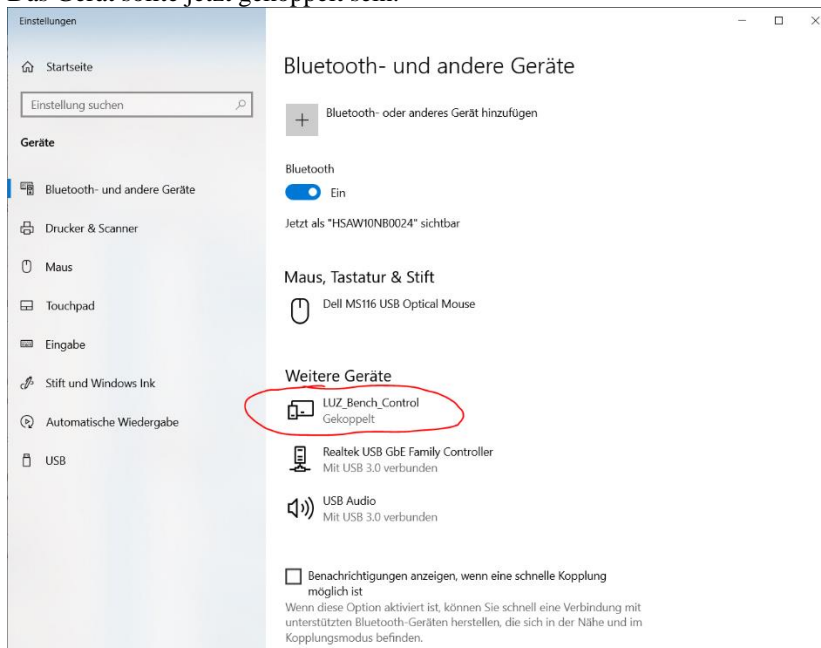 Das Gerät sollte jetzt gekoppelt sein.
Einstellungen
Startseite
Einstellung suchen
Geräte
Bluetooth- und andere Geräte
Drucker & Scanner
Maus
Touchpad
Eingabe
Stift und Windows Ink
Automatische Wiedergabe
USB
Bluetooth- und andere Geräte
Bluetooth- oder anderes Gerät hinzufügen
Bluetooth
Ein
Jetzt als "HSAW10NB0024" sichtbar
Maus, Tastatur & Stift
Dell MS116 USB Optical Mouse
Weitere Geräte
LUZ_Bench_Control
Gekoppelt
Realtek USB GbE Family Controller
Mit USB 3.0 verbunden
USB Audio
Mit USB 3.0 verbunden
Benachrichtigungen anzeigen, wenn eine schnelle Kopplung
möglich ist
Wenn diese Option aktiviert ist, können Sie schnell eine Verbindung mit
unterstützten Bluetooth-Geräten herstellen, die sich in der Nähe und im
Kopplungsmodus befinden.